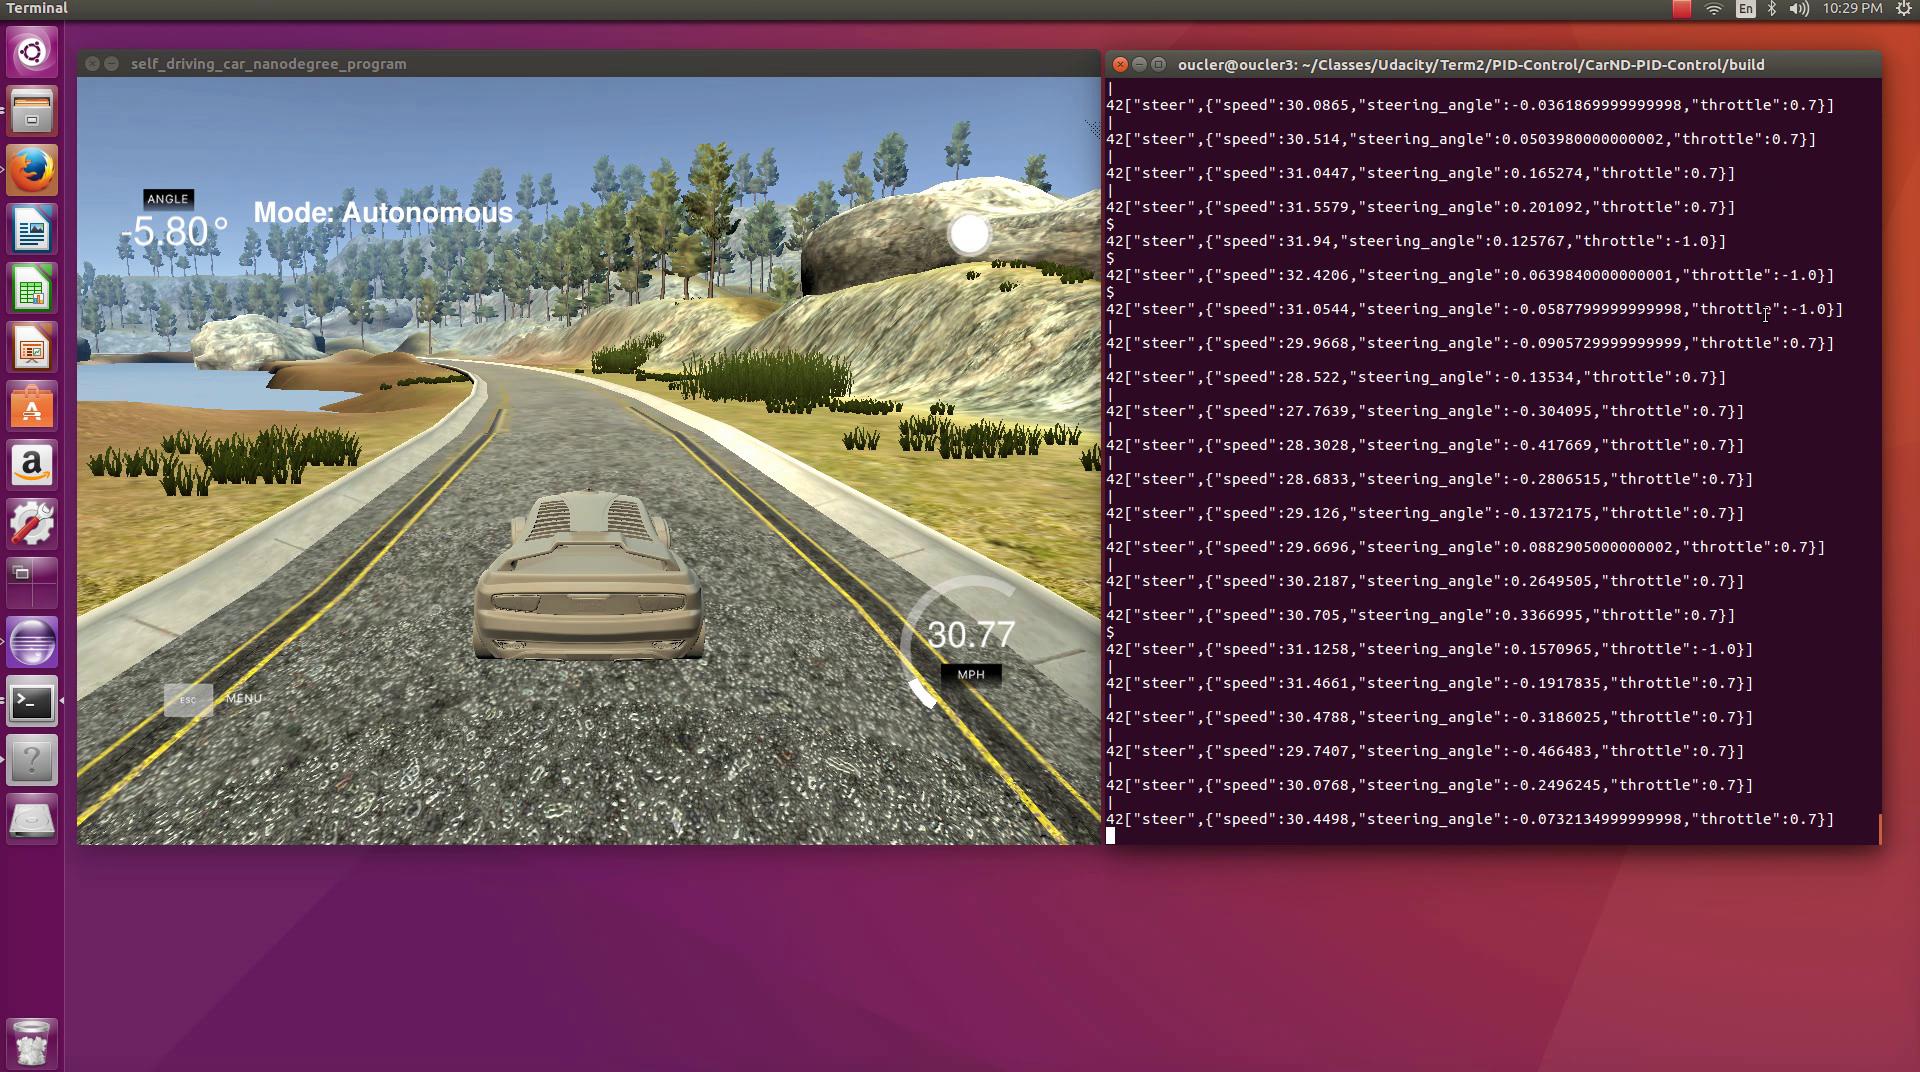 Terminal
En
10:29 PM
self_driving_car_nanodegree_program
ANGLE
-5.80°
Mode: Autonomous
30.77
MPH
ESC
MENU
a
oucler@oucler3: ~/Classes/Udacity/Term2/PID-Control/CarND-PID-Control/build
|
42["steer",{"speed":30.0865,"steering_angle":-0.0361869999999998,"throttle":0.7}]
|
42["steer",{"speed":30.514,"steering_angle":0.0503980000000002,"throttle":0.7}]
|
42["steer",{"speed":31.0447,"steering_angle":0.165274,"throttle":0.7}]
|
42["steer",{"speed":31.5579,"steering_angle":0.201092,"throttle":0.7}]
$
42["steer",{"speed":31.94,"steering_angle":0.125767,"throttle":-1.0}]
$
42["steer",{"speed":32.4206,"steering_angle":0.0639840000000001,"throttle":-1.0}]
$
42["steer",{"speed":31.0544,"steering_angle":-0.0587799999999998,"throttle":-1.0}]
|
42["steer",{"speed":29.9668,"steering_angle":-0.0905729999999999,"throttle":0.7}]
|
42["steer",{"speed":28.522,"steering_angle":-0.13534,"throttle":0.7}]
|
42["steer",{"speed":27.7639,"steering_angle":-0.304095,"throttle":0.7}]
|
42["steer",{"speed":28.3028,"steering_angle":-0.417669,"throttle":0.7}]
|
42["steer",{"speed":28.6833,"steering_angle":-0.2806515,"throttle":0.7}]
|
42["steer",{"speed":29.126,"steering_angle":-0.1372175,"throttle":0.7}]
|
42["steer",{"speed":29.6696,"steering_angle":0.0882905000000002,"throttle":0.7}]
|
42["steer",{"speed":30.2187,"steering_angle":0.2649505,"throttle":0.7}]
|
42["steer",{"speed":30.705,"steering_angle":0.3366995,"throttle":0.7}]
$
42["steer",{"speed":31.1258,"steering_angle":0.1570965,"throttle":-1.0}]
|
42["steer",{"speed":31.4661,"steering_angle":-0.1917835,"throttle":0.7}]
|
42["steer",{"speed":30.4788,"steering_angle":-0.3186025,"throttle":0.7}]
|
42["steer",{"speed":29.7407,"steering_angle":-0.466483,"throttle":0.7}]
|
42["steer",{"speed":30.0768,"steering_angle":-0.2496245,"throttle":0.7}]
|
42["steer",{"speed":30.4498,"steering_angle":-0.0732134999999998,"throttle":0.7}]